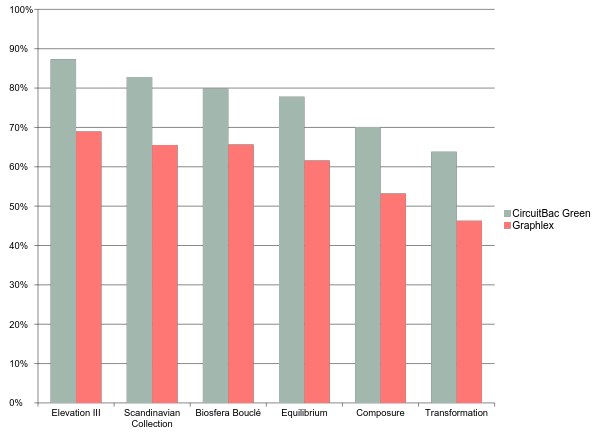 100%
90%
80%
70%
60%
50%
40%
30%
20%
10%
0%
Elevation III
Scandinavian
Collection
Biosfera Bouclé
Equilibrium
Composure
Transformation
CircuitBac Green
Graphlex